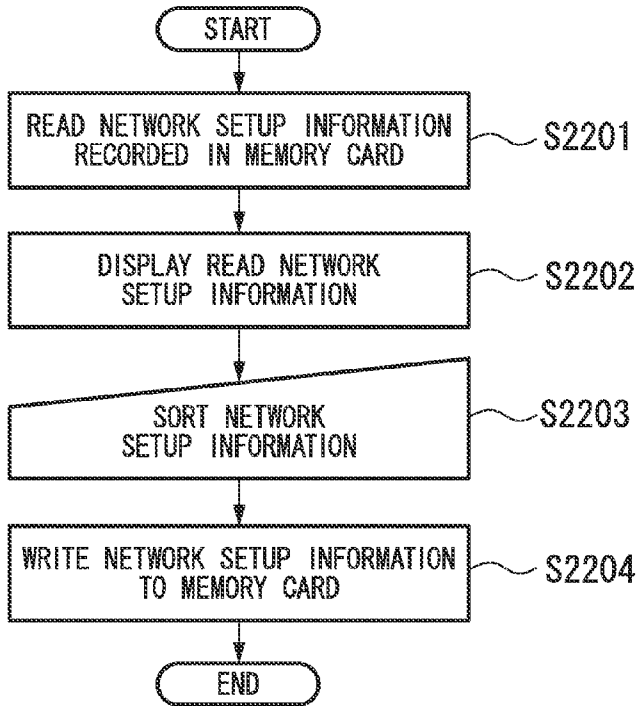 START
READ NETWORK SETUP INFORMATION
RECORDED IN MEMORY CARD
S2201
DISPLAY READ NETWORK
SETUP INFORMATION
S2202
SORT NETWORK
SETUP INFORMATION
S2203
WRITE NETWORK SETUP INFORMATION
TO MEMORY CARD
S2204
END